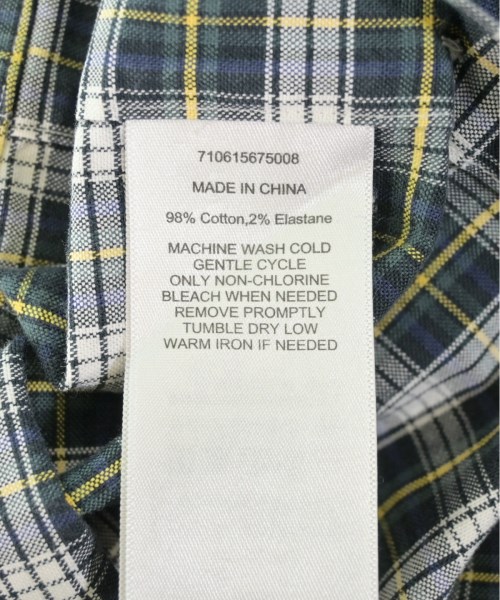 710615675008
MADE IN CHINA
98% Cotton,2% Elastane
MACHINE WASH COLD
GENTLE CYCLE
ONLY NON-CHLORINE
BLEACH WHEN NEEDED
REMOVE PROMPTLY
TUMBLE DRY LOW
WARM IRON IF NEEDED